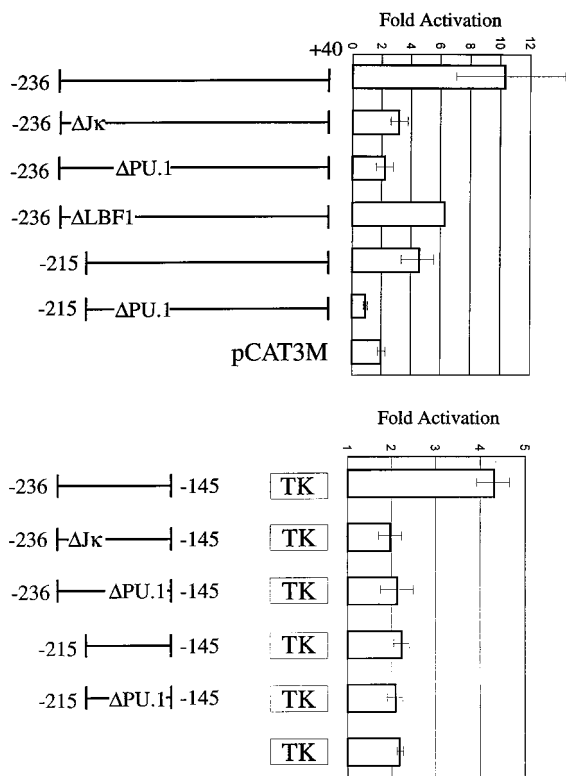 Fold Activation
+40 0 2 4 6 8 10 12
-236
-236 ΔJκ
-236 ΔPU.1
-236 ΔLBF1
-215
-215 ΔPU.1
pCAT3M
Fold Activation
1 2 3 4 5
-236 -145 TK
-236 ΔJκ -145 TK
-236 ΔPU.1 -145 TK
-215 -145 TK
-215 ΔPU.1 -145 TK
TK